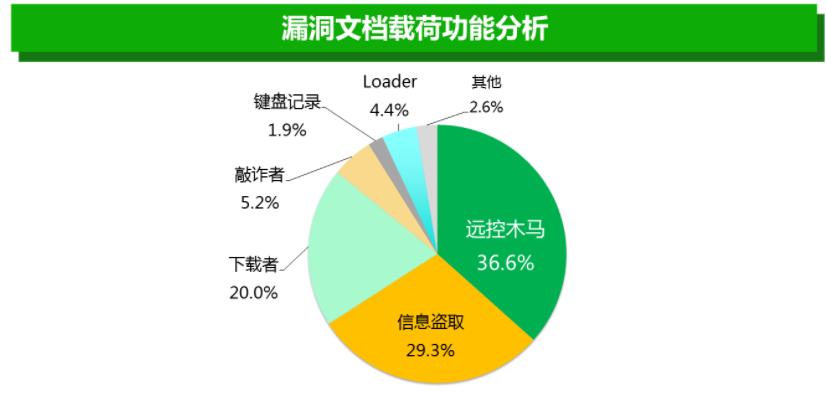 漏洞文档载荷功能分析
Loader
4.4%
其他
2.6%
键盘记录
1.9%
敲诈者
5.2%
下载者
20.0%
远控木马
36.6%
信息盗取
29.3%